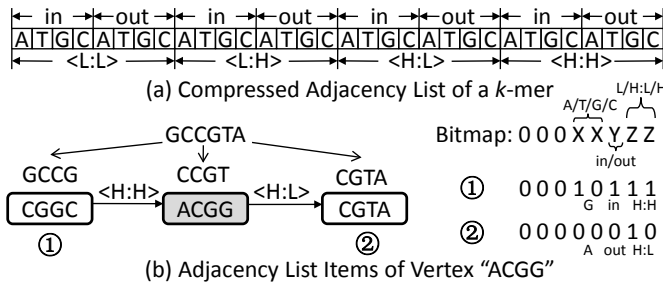 in out in out in out in out
A T G C A T G C A T G C A T G C A T G C A T G C A T G C A T G C
<L:L> <L:H> <H:L> <H:H>
(a) Compressed Adjacency List of a k-mer
GCCGTA
GCCG CCGT CGTA
<H:H> <H:L>
CGGC ACGG CGTA
① ②
L/H:L/H
A/T/G/C
Bitmap: 0 0 0 X X Y Z Z
in/out
① 0 0 0 1 0 1 1 1
G in H:H
② 0 0 0 0 0 0 1 0
A out H:L
(b) Adjacency List Items of Vertex “ACGG”